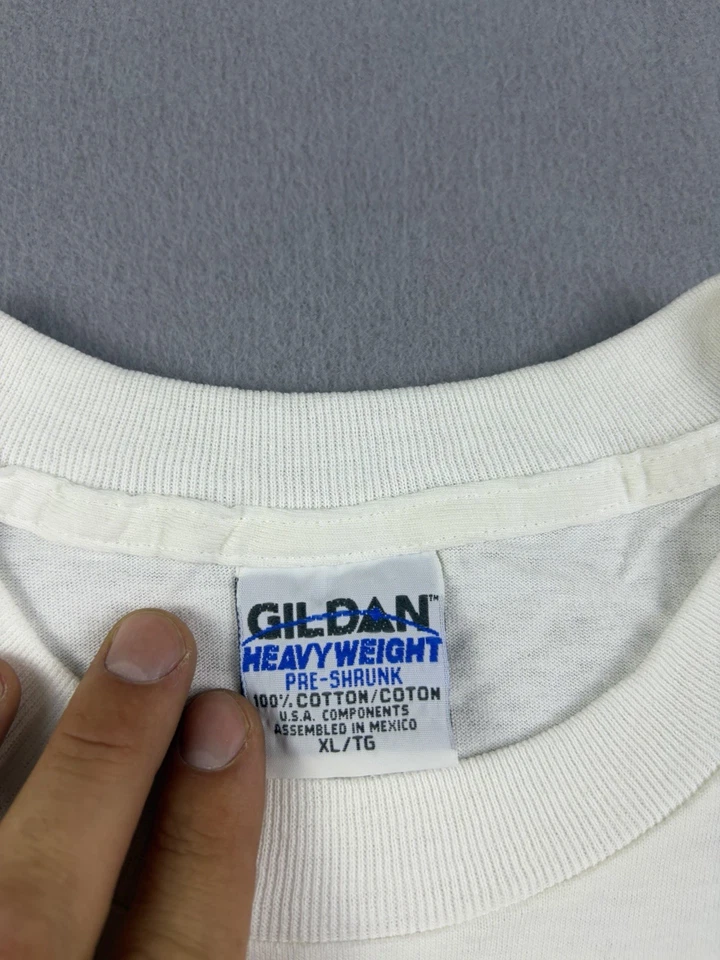 GILDAN™
HEAVYWEIGHT
PRE-SHRUNK
100% COTTON/COTON
U.S.A. COMPONENTS
ASSEMBLED IN MEXICO
XL/TG